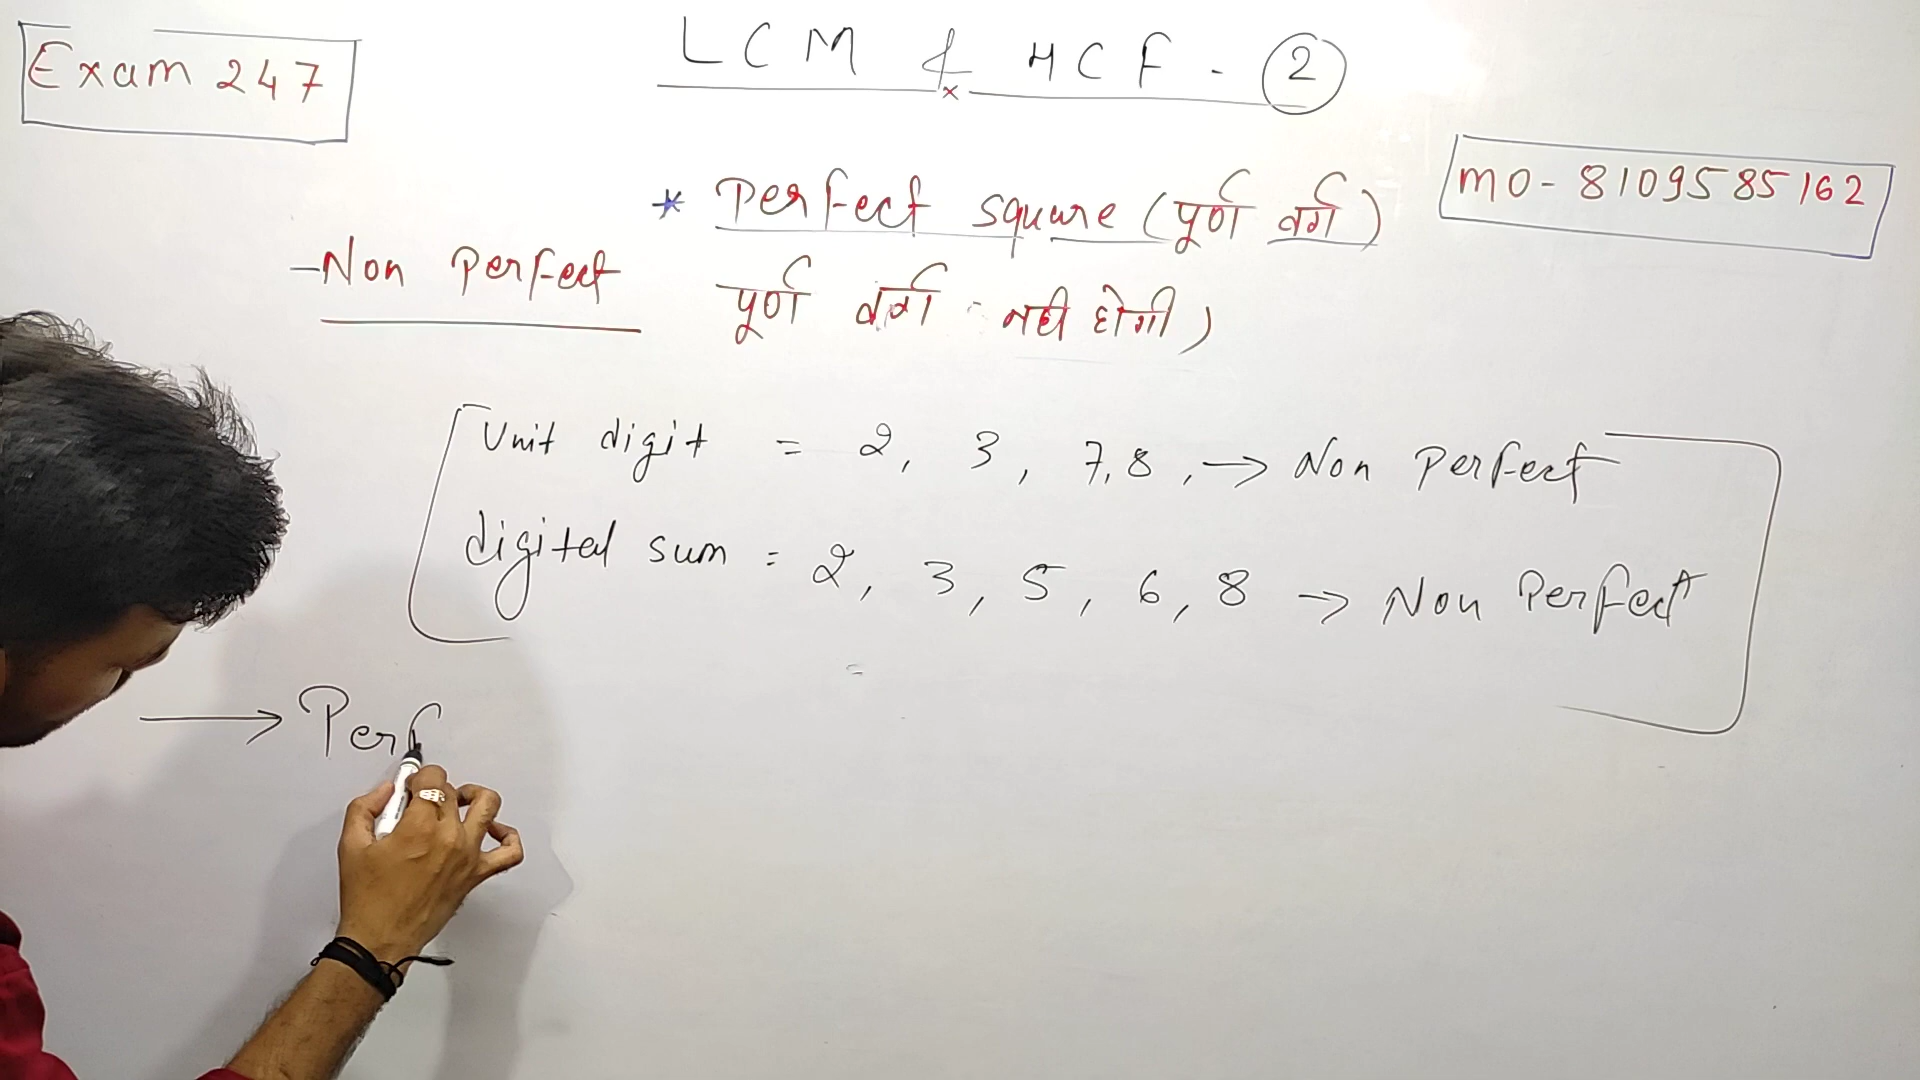 Exam 247
LCM & HCF - 2
×
mo - 8109585162
* Perfect square (पूर्ण वर्ग)
- Non Perfect पूर्ण वर्ग नही होगी)
Unit digit = 2, 3, 7, 8, → Non Perfect
digital sum = 2, 3, 5, 6, 8 → Non Perfect
=
→ Perf